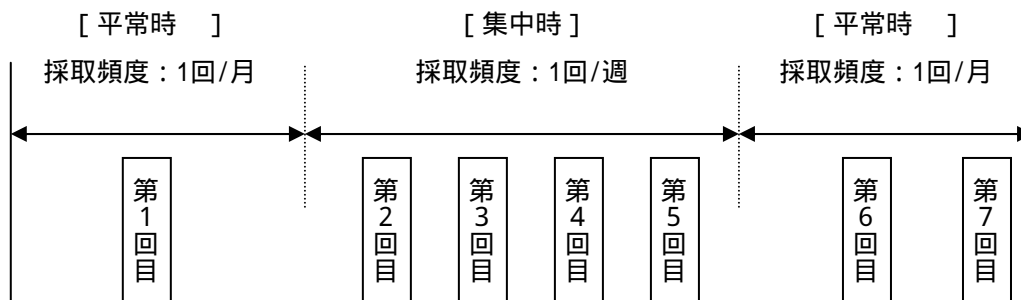 [ 平常時　]
[ 集中時 ]
[ 平常時　]
採取頻度：1回/月
採取頻度：1回/週
採取頻度：1回/月
第1回目
第2回目
第3回目
第4回目
第5回目
第6回目
第7回目